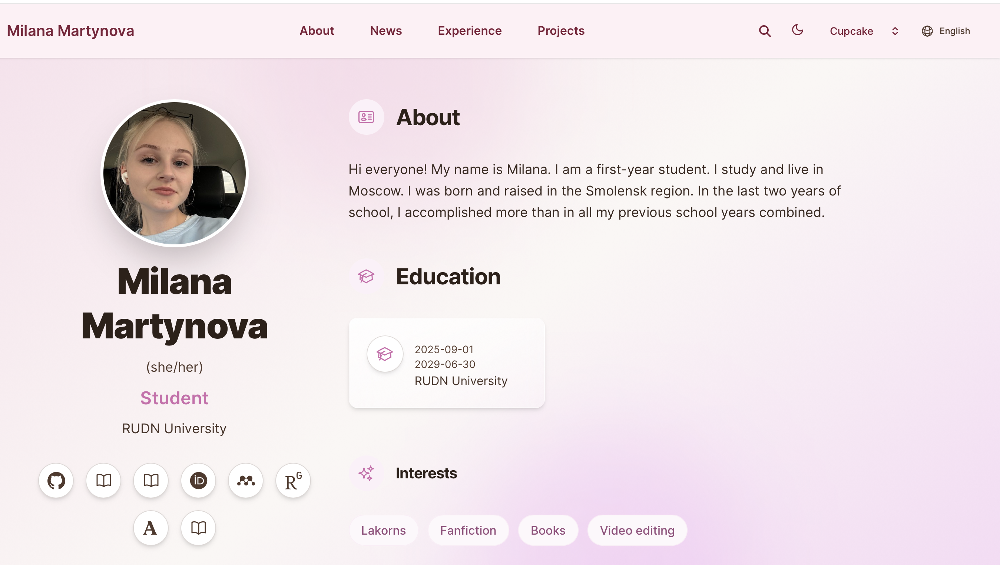 Milana Martynova
About
News
Experience
Projects
Cupcake
English
Milana
Martynova
(she/her)
Student
RUDN University
iD
RG
A
About
Hi everyone! My name is Milana. I am a first-year student. I study and live in
Moscow. I was born and raised in the Smolensk region. In the last two years of
school, I accomplished more than in all my previous school years combined.
Education
2025-09-01
2029-06-30
RUDN University
Interests
Lakorns
Fanfiction
Books
Video editing